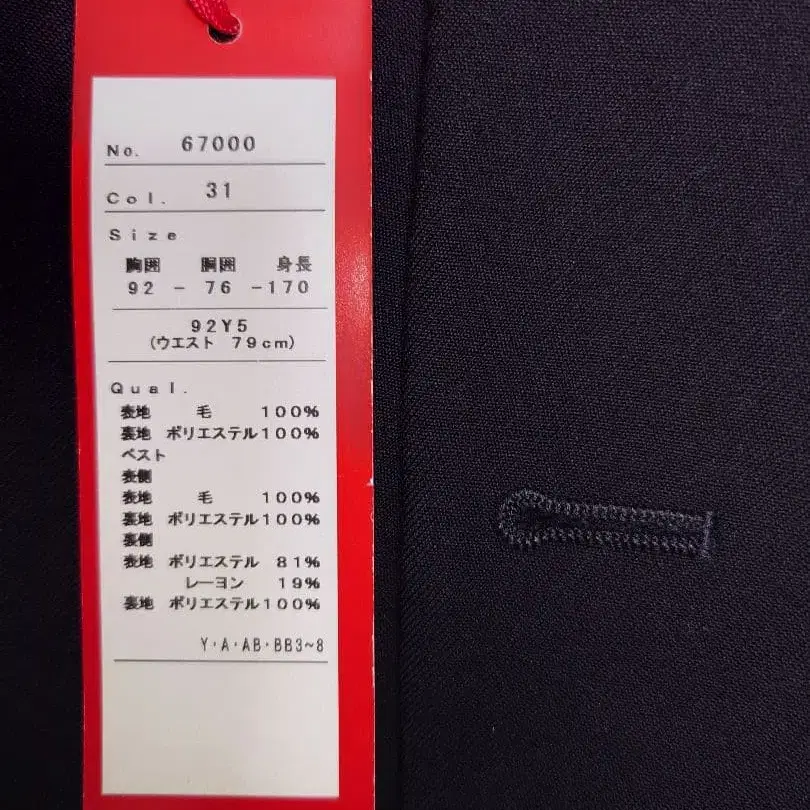 No. 67000
Col. 31
Size
胸囲 胴囲 身長
92 - 76 -170
92Y5
(ウエスト 79cm)
Qual.
表地 毛 100%
裏地 ポリエステル100%
ベスト
表側
表地 毛 100%
裏地 ポリエステル100%
裏側
表地 ポリエステル 81%
レーヨン 19%
裏地 ポリエステル100%
Y・A・AB・BB3~8